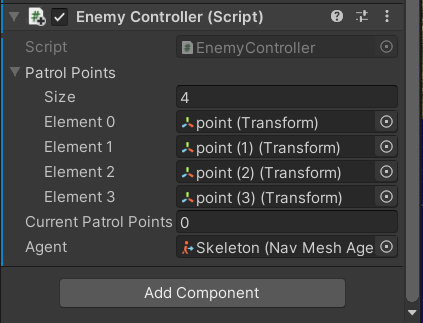 Enemy Controller (Script)
Script EnemyController
Patrol Points
Size 4
Element 0 point (Transform)
Element 1 point (1) (Transform)
Element 2 point (2) (Transform)
Element 3 point (3) (Transform)
Current Patrol Points 0
Agent Skeleton (Nav Mesh Age
Add Component